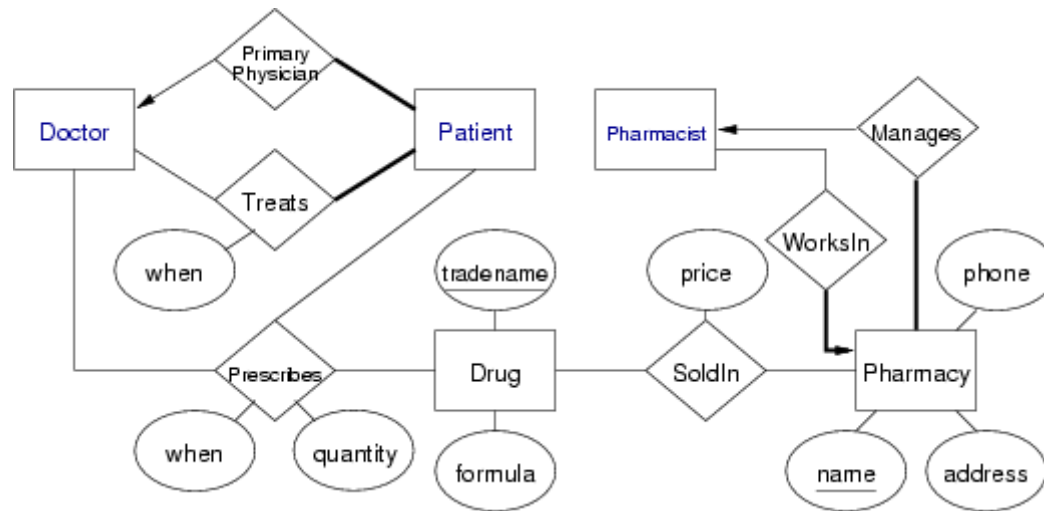 Primary
Physician
Doctor
Patient
Pharmacist
Manages
Treats
WorksIn
when
tradename
price
phone
Prescribes
Drug
SoldIn
Pharmacy
when
quantity
formula
name
address